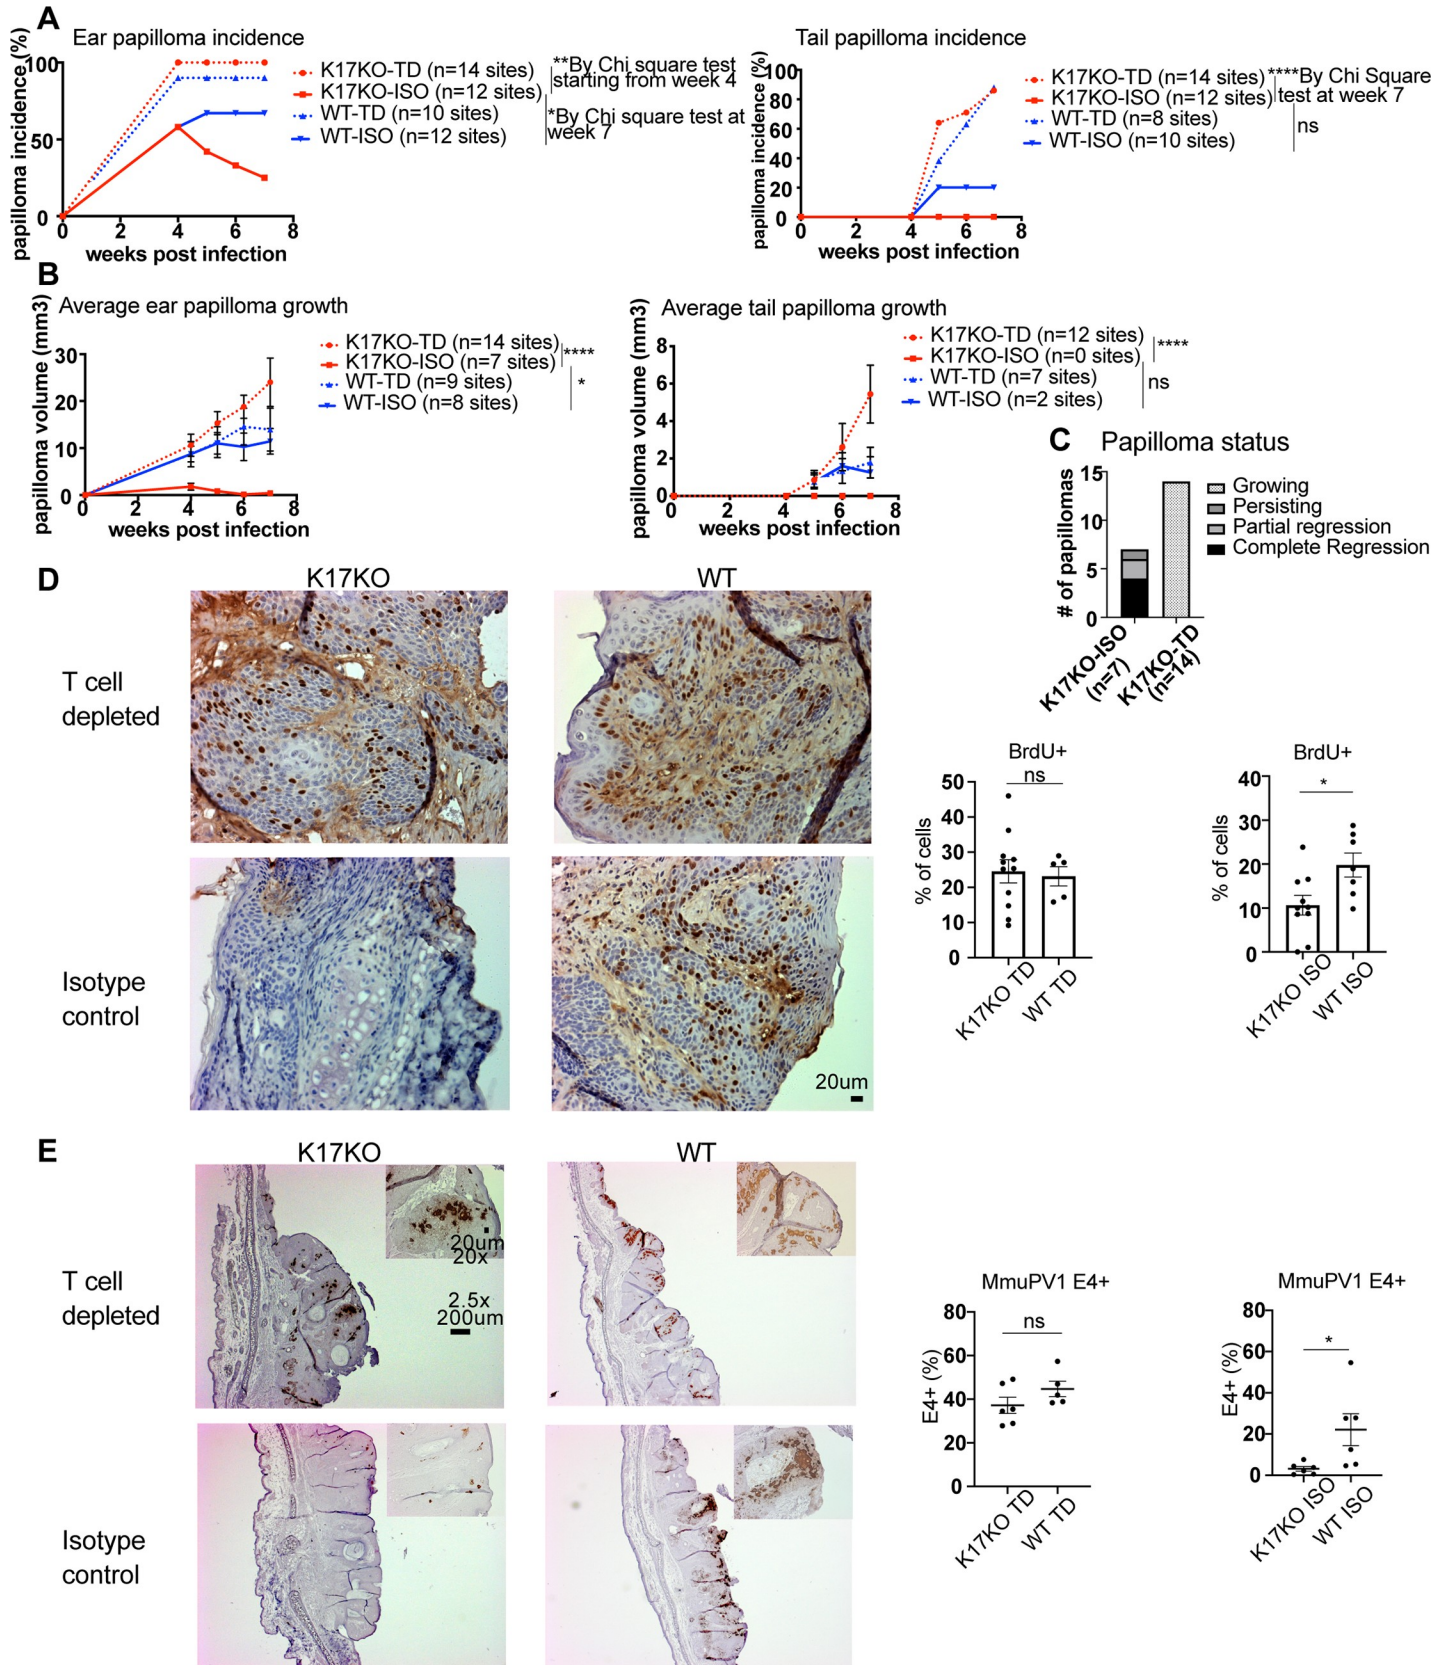 A
Ear papilloma incidence
papilloma incidence (%)
100
50
0
0 2 4 6 8
weeks post infection
K17KO-TD (n=14 sites)
K17KO-ISO (n=12 sites)
WT-TD (n=10 sites)
WT-ISO (n=12 sites)
**By Chi square test
starting from week 4
*By Chi square test at
week 7
Tail papilloma incidence
papilloma incidence (%)
100
80
60
40
20
0
0 2 4 6 8
weeks post infection
K17KO-TD (n=14 sites)
K17KO-ISO (n=12 sites)
WT-TD (n=8 sites)
WT-ISO (n=10 sites)
****By Chi Square
test at week 7
ns
B
Average ear papilloma growth
papilloma volume (mm3)
30
20
10
0
0 2 4 6 8
weeks post infection
K17KO-TD (n=14 sites)
K17KO-ISO (n=7 sites)
WT-TD (n=9 sites)
WT-ISO (n=8 sites)
****
*
Average tail papilloma growth
papilloma volume (mm3)
8
6
4
2
0
0 2 4 6 8
weeks post infection
K17KO-TD (n=12 sites)
K17KO-ISO (n=0 sites)
WT-TD (n=7 sites)
WT-ISO (n=2 sites)
****
ns
C
Papilloma status
# of papillomas
15
10
5
0
K17KO-ISO
(n=7)
K17KO-TD
(n=14)
Growing
Persisting
Partial regression
Complete Regression
D
K17KO
WT
T cell
depleted
Isotype
control
20um
BrdU+
ns
% of cells
50
40
30
20
10
0
K17KO TD
WT TD
BrdU+
*
% of cells
40
30
20
10
0
K17KO ISO
WT ISO
E
K17KO
WT
T cell
depleted
20um
20x
2.5x
200um
Isotype
control
MmuPV1 E4+
ns
E4+ (%)
80
60
40
20
0
K17KO TD
WT TD
MmuPV1 E4+
*
E4+ (%)
80
60
40
20
0
K17KO ISO
WT ISO